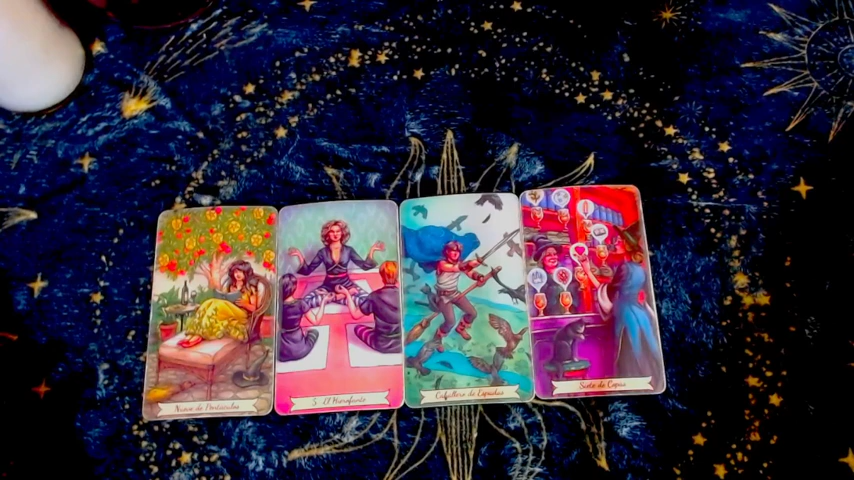 Nueve de Pentáculos
5 El Hierofante
Caballero de Espadas
Siete de Copas